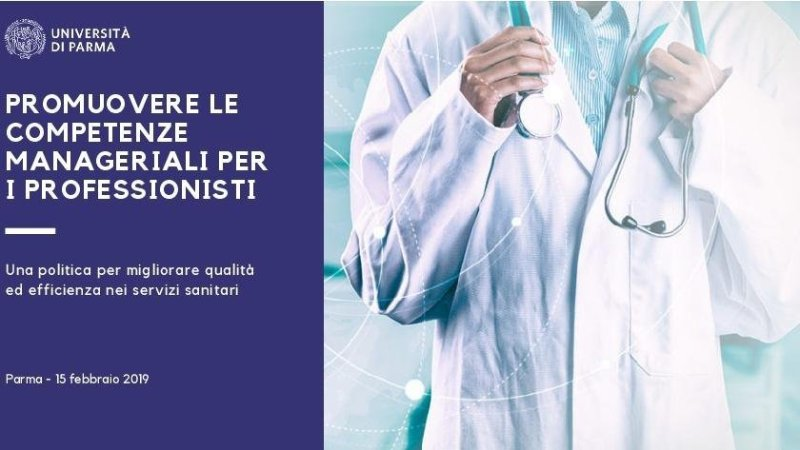 UNIVERSITÀ
DI PARMA
PROMUOVERE LE
COMPETENZE
MANAGERIALI PER
I PROFESSIONISTI
Una politica per migliorare qualità
ed efficienza nei servizi sanitari
Parma - 15 febbraio 2019